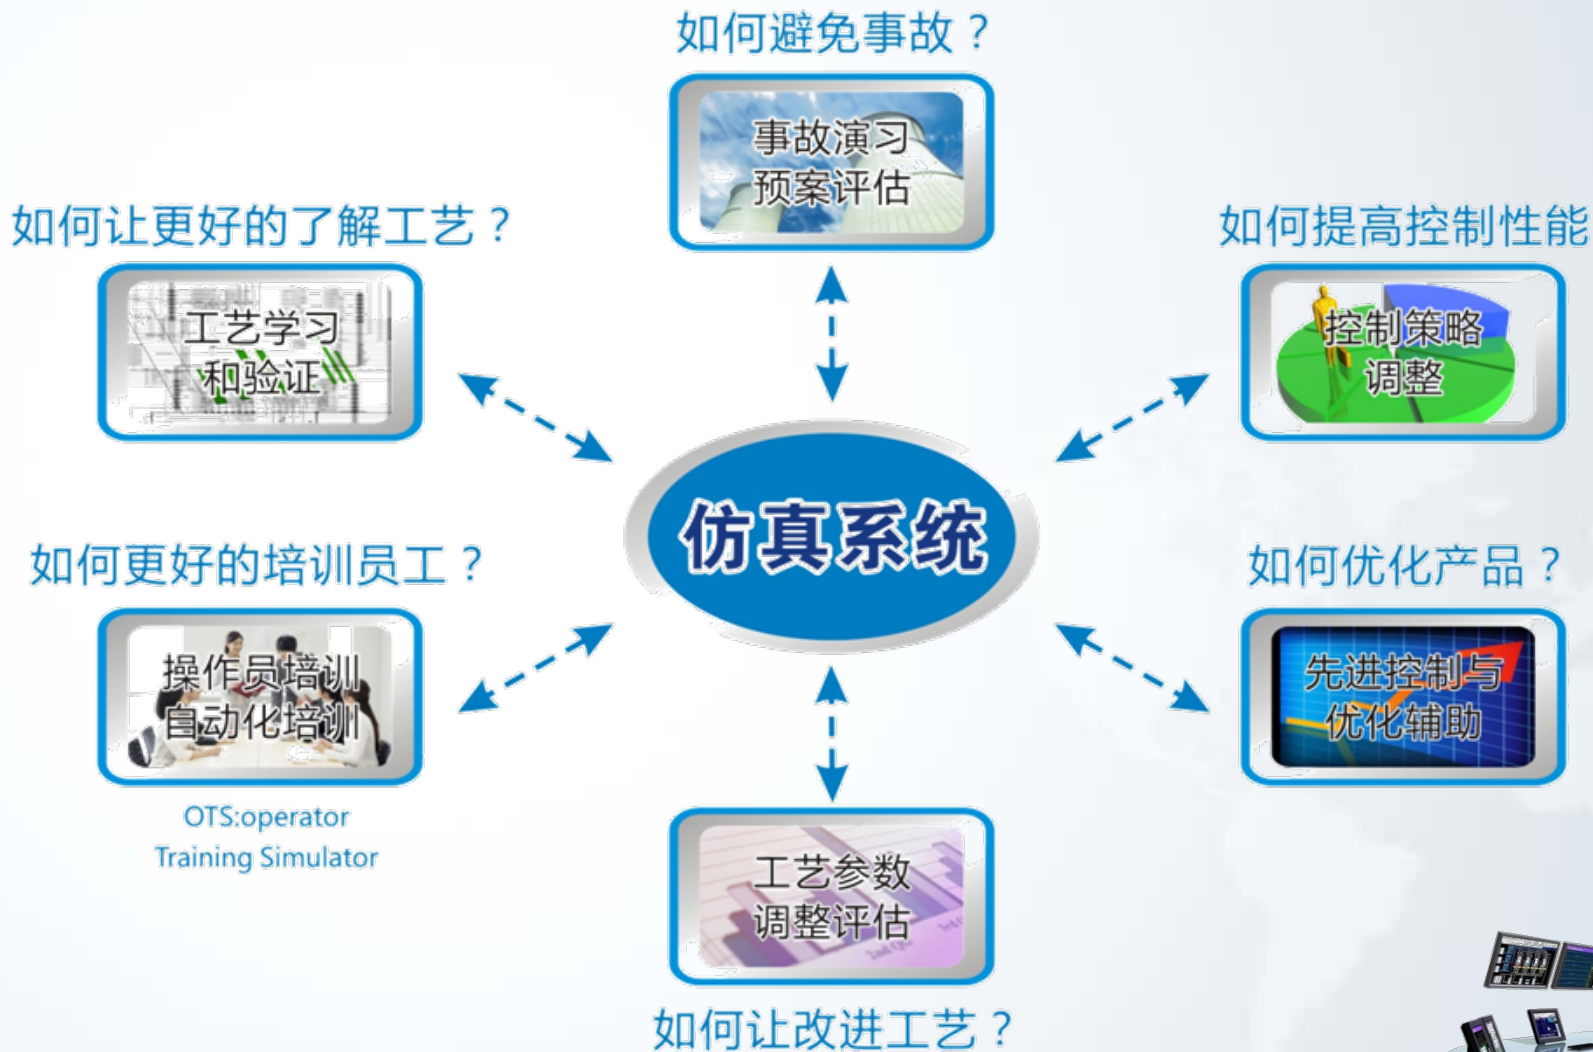 如何避免事故？
事故演习
预案评估
如何让更好的了解工艺？
工艺学习
和验证
如何提高控制性能
控制策略
调整
仿真系统
如何更好的培训员工？
操作员培训
自动化培训
OTS:operator
Training Simulator
如何优化产品？
先进控制与
优化辅助
工艺参数
调整评估
2nd Qtr
如何让改进工艺？